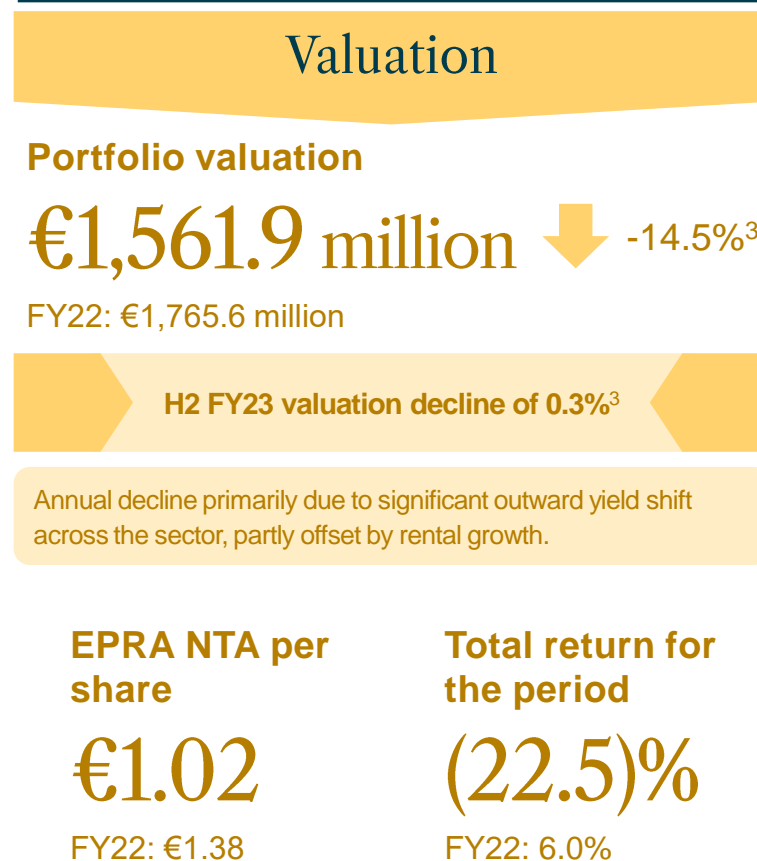 Valuation
Portfolio valuation
€1,561.9 million
-14.5%³
FY22: €1,765.6 million
H2 FY23 valuation decline of 0.3%³
Annual decline primarily due to significant outward yield shift
across the sector, partly offset by rental growth.
EPRA NTA per
share
€1.02
FY22: €1.38
Total return for
the period
(22.5)%
FY22: 6.0%